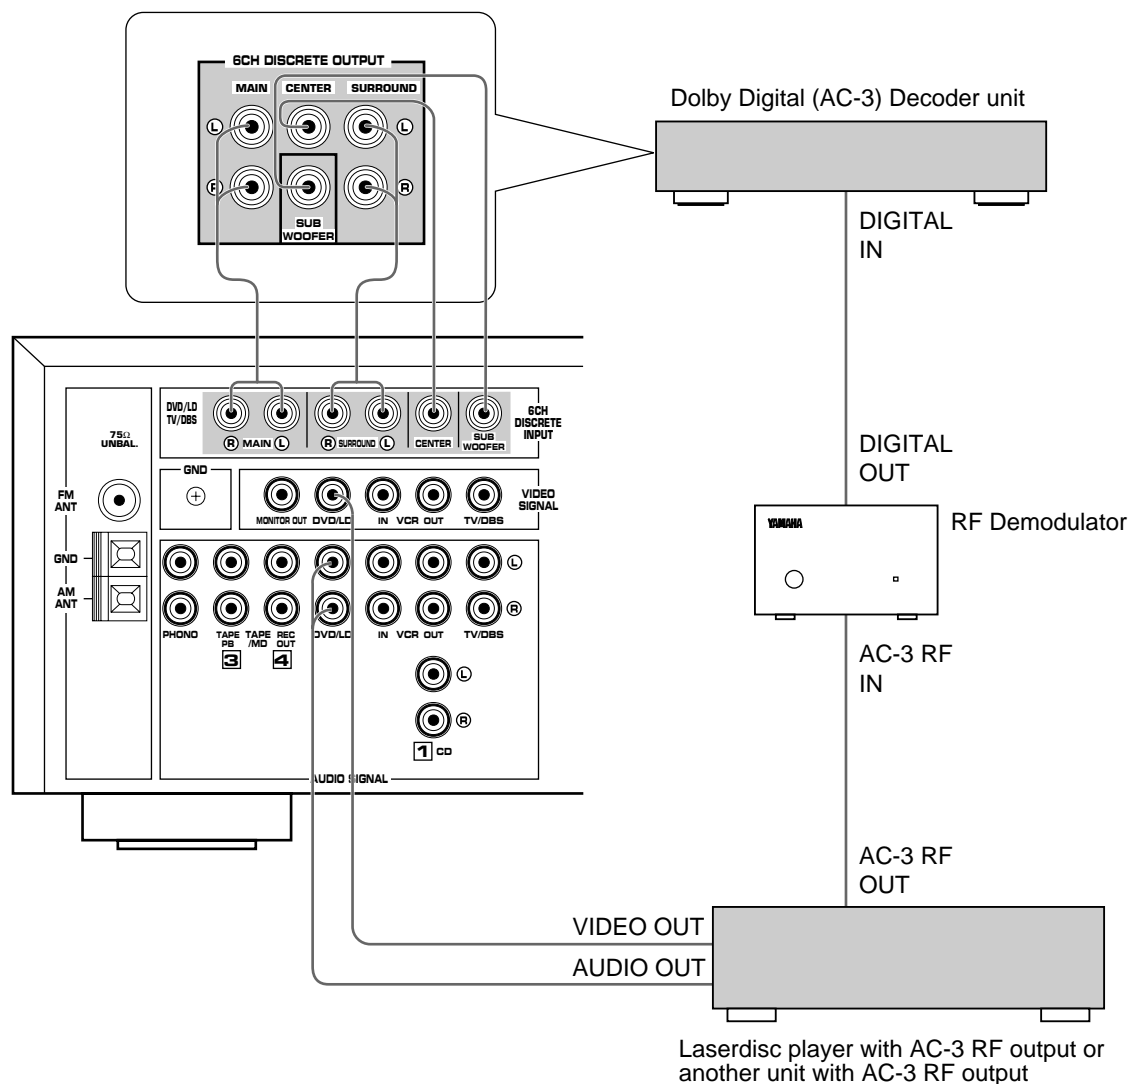 6CH DISCRETE OUTPUT
MAIN CENTER SURROUND
L L
R R
SUB
WOOFER
Dolby Digital (AC-3) Decoder unit
DIGITAL
IN
DVD/LD
TV/DBS
R MAIN L
R SURROUND L
CENTER
SUB
WOOFER
6CH
DISCRETE
INPUT
75Ω
UNBAL.
FM
ANT
GND
AM
ANT
GND
VIDEO
SIGNAL
MONITOR OUT DVD/LD IN VCR OUT TV/DBS
L
R
PHONO
TAPE
PB
3
TAPE
/MD
REC
OUT
4
DVD/LD
IN VCR OUT
TV/DBS
L
R
1 CD
AUDIO SIGNAL
DIGITAL
OUT
YAMAHA
RF Demodulator
AC-3 RF
IN
AC-3 RF
OUT
VIDEO OUT
AUDIO OUT
Laserdisc player with AC-3 RF output or
another unit with AC-3 RF output